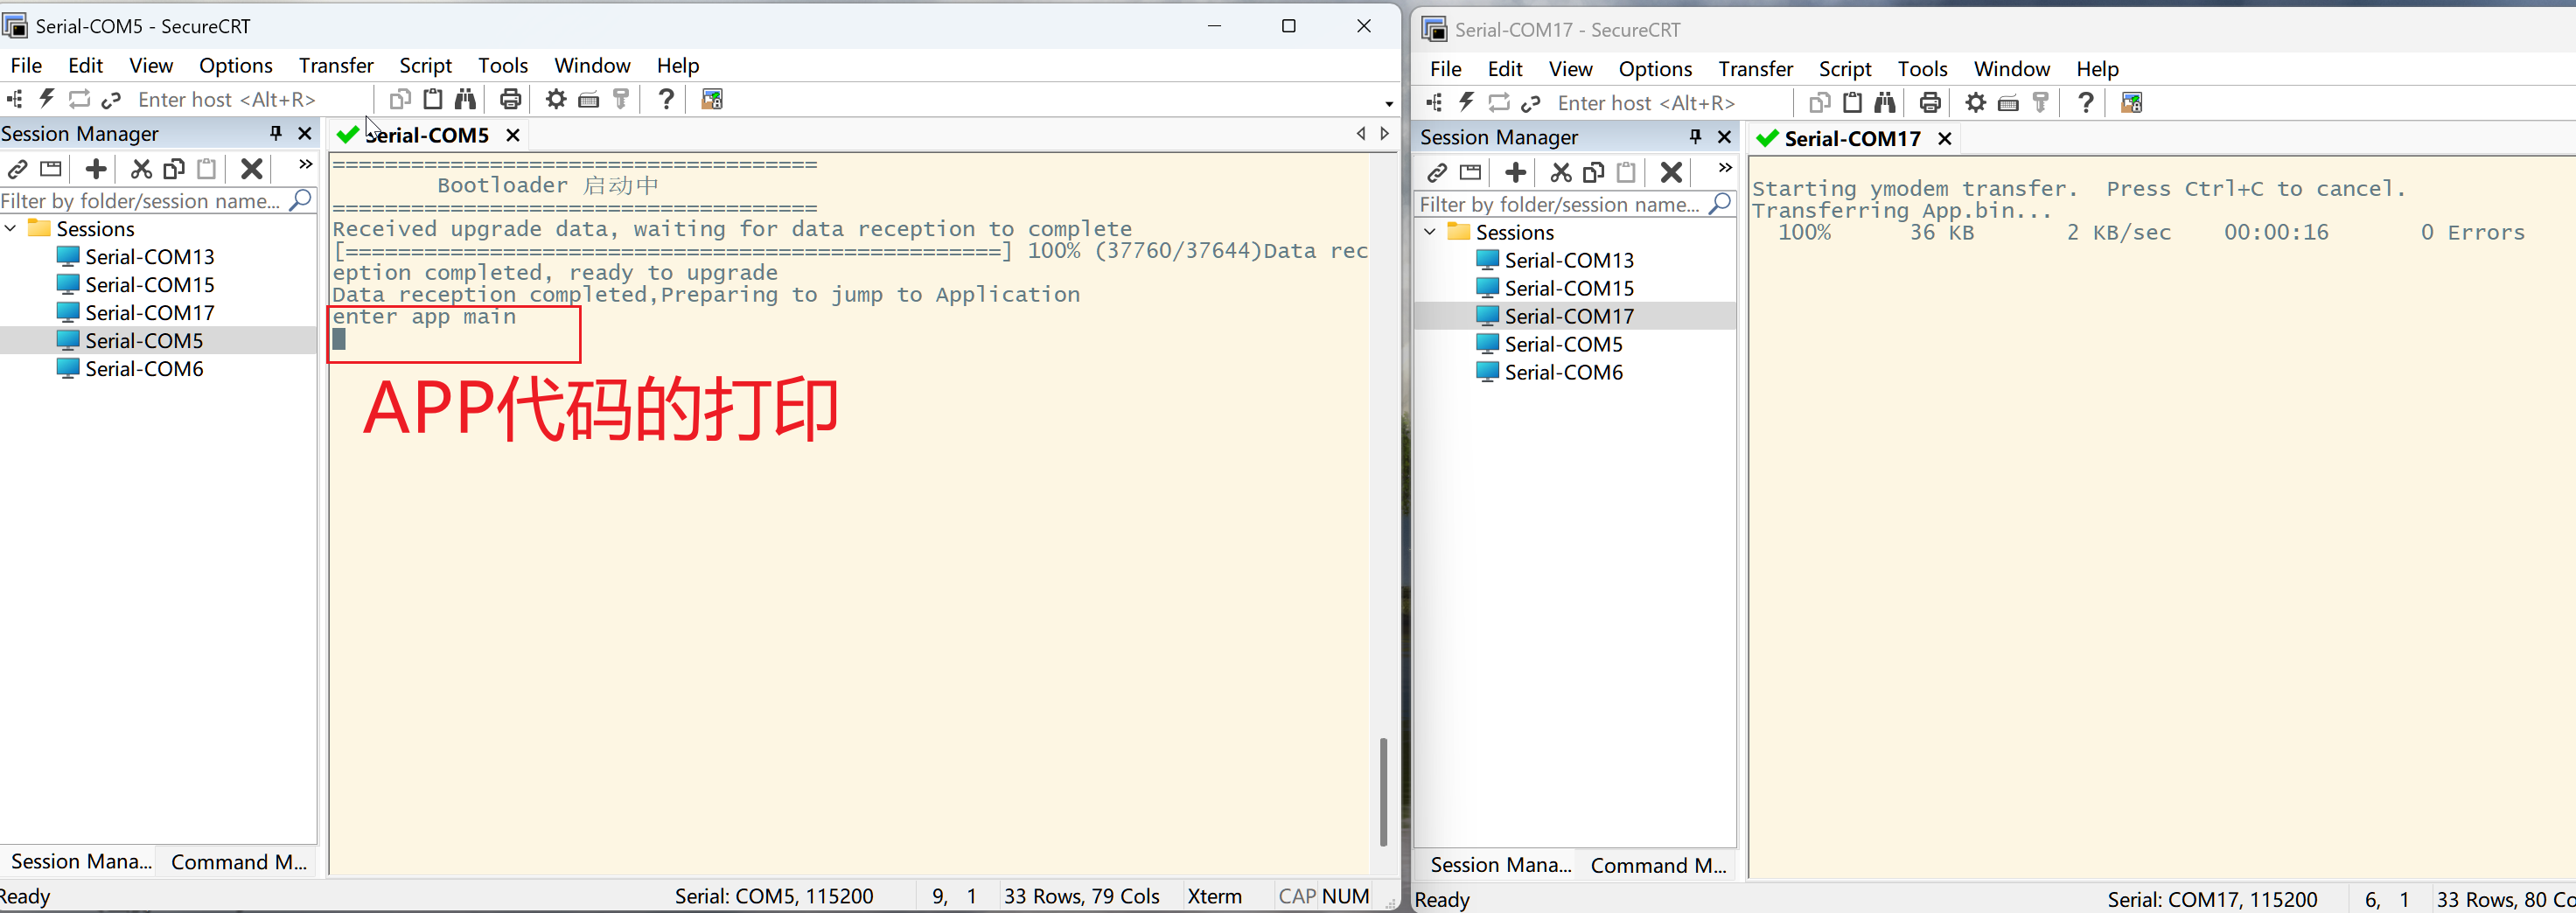 Serial-COM5 - SecureCRT
File Edit View Options Transfer Script Tools Window Help
Enter host <Alt+R>
Session Manager
Filter by folder/session name...
Sessions
Serial-COM13
Serial-COM15
Serial-COM17
Serial-COM5
Serial-COM6
Session Mana... Command M...
Serial-COM5
=====================================
Bootloader 启动中
=====================================
Received upgrade data, waiting for data reception to complete
[==================================================] 100% (37760/37644)Data rec
eption completed, ready to upgrade
Data reception completed,Preparing to jump to Application
enter app main
APP代码的打印
Ready Serial: COM5, 115200 9, 1 33 Rows, 79 Cols Xterm CAP NUM
Serial-COM17 - SecureCRT
File Edit View Options Transfer Script Tools Window Help
Enter host <Alt+R>
Session Manager
Filter by folder/session name...
Sessions
Serial-COM13
Serial-COM15
Serial-COM17
Serial-COM5
Serial-COM6
Session Mana... Command M...
Serial-COM17
Starting ymodem transfer.  Press Ctrl+C to cancel.
Transferring App.bin...
100% 36 KB 2 KB/sec 00:00:16 0 Errors
Ready Serial: COM17, 115200 6, 1 33 Rows, 80 Co